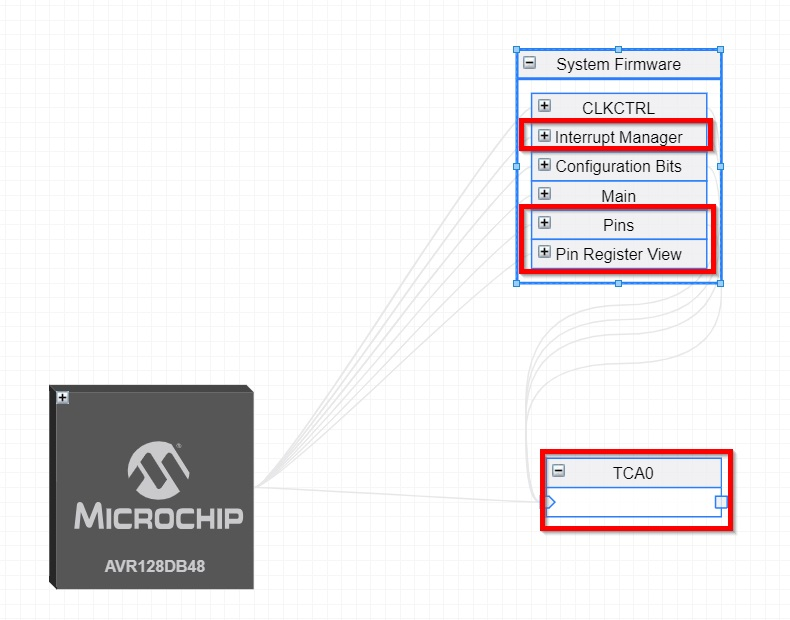 System Firmware
CLKCTRL
Interrupt Manager
Configuration Bits
Main
Pins
Pin Register View
TCA0
MICROCHIP
AVR128DB48